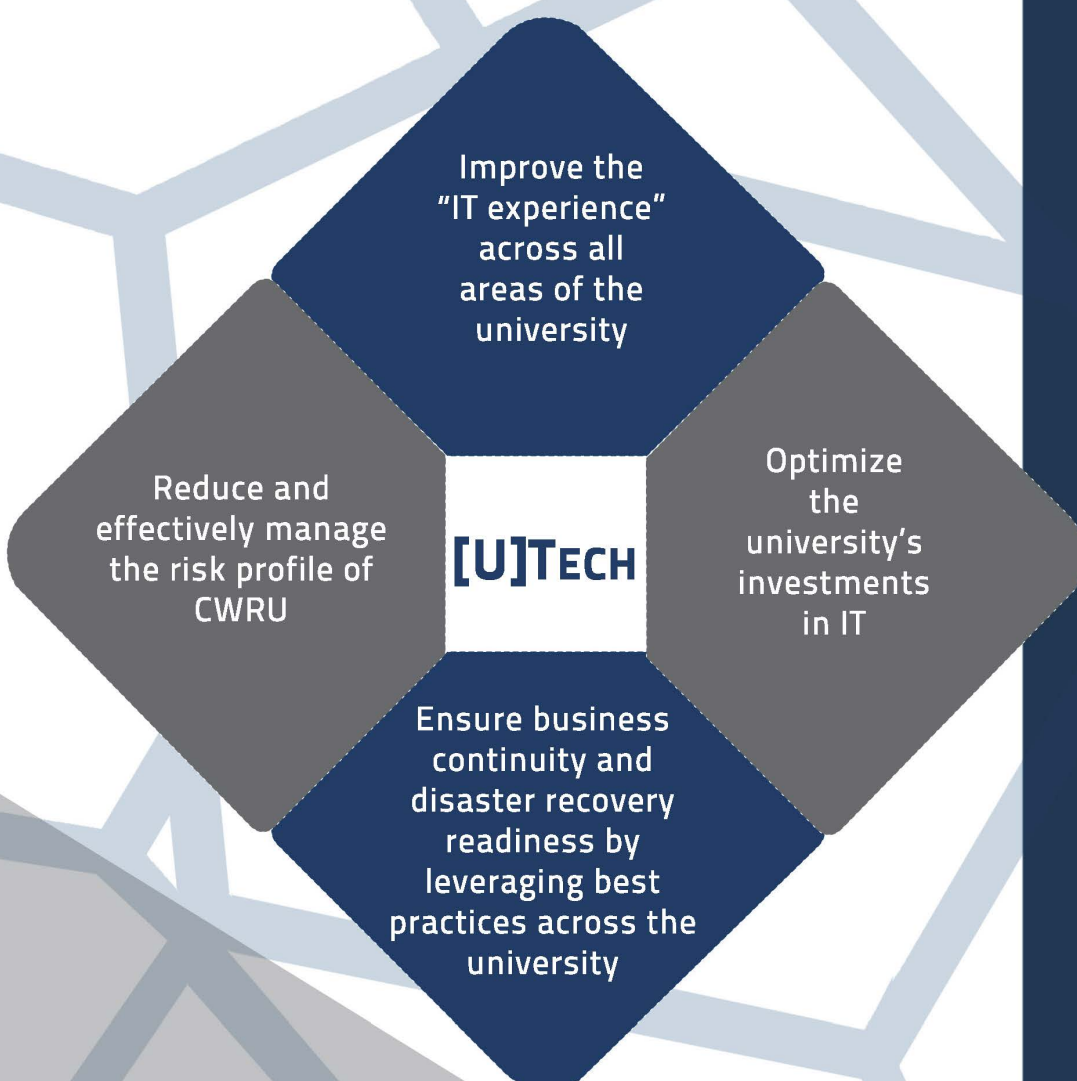 Improve the
“IT experience”
across all
areas of the
university
Reduce and
effectively manage
the risk profile of
CWRU
[U]TECH
Optimize
the
university’s
investments
in IT
Ensure business
continuity and
disaster recovery
readiness by
leveraging best
practices across the
university